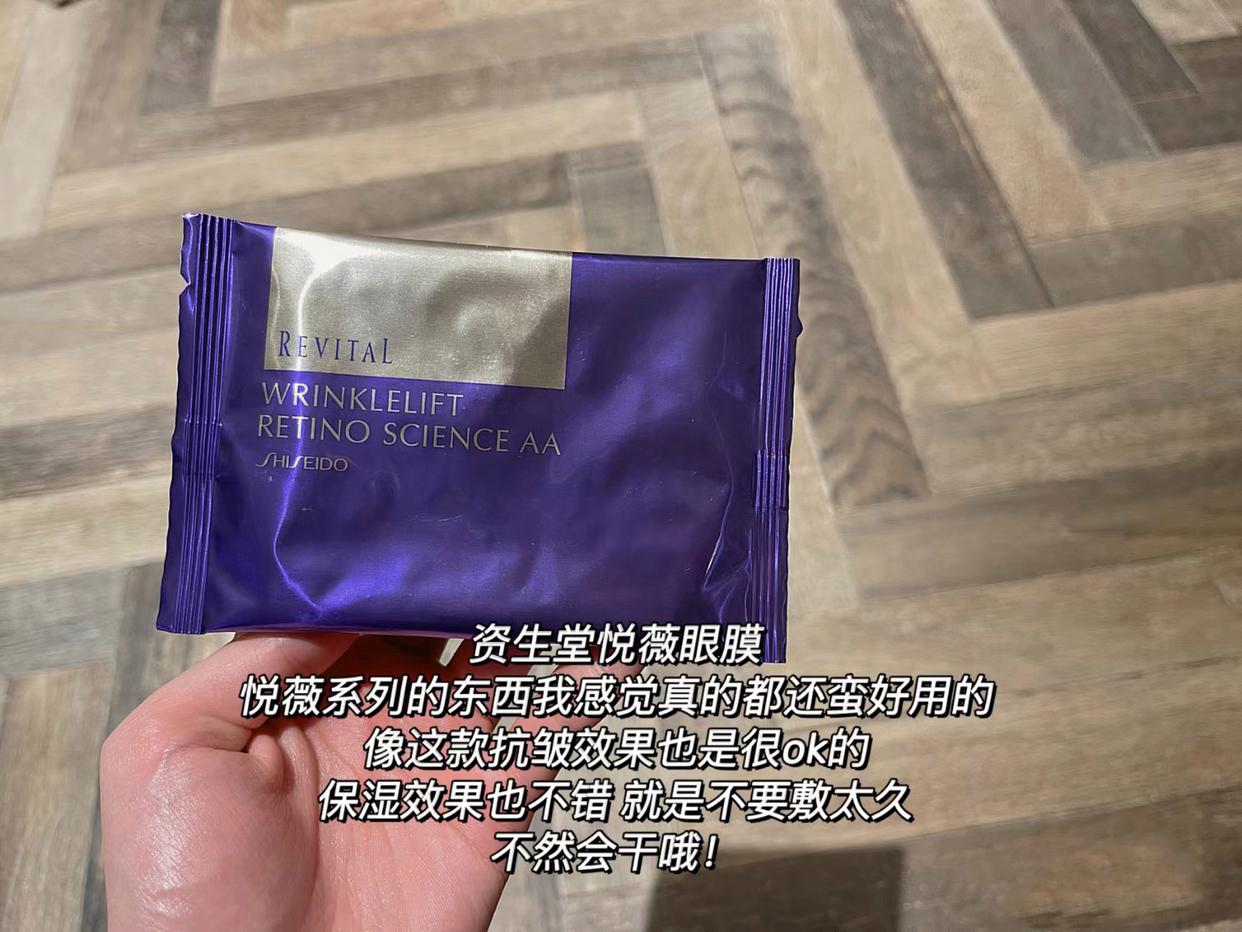 REVITAL
WRINKLELIFT
RETINO SCIENCE AA
SHISEIDO
资生堂悦薇眼膜
悦薇系列的东西我感觉真的都还蛮好用的
像这款抗皱效果也是很ok的
保湿效果也不错 就是不要敷太久
不然会干哦！